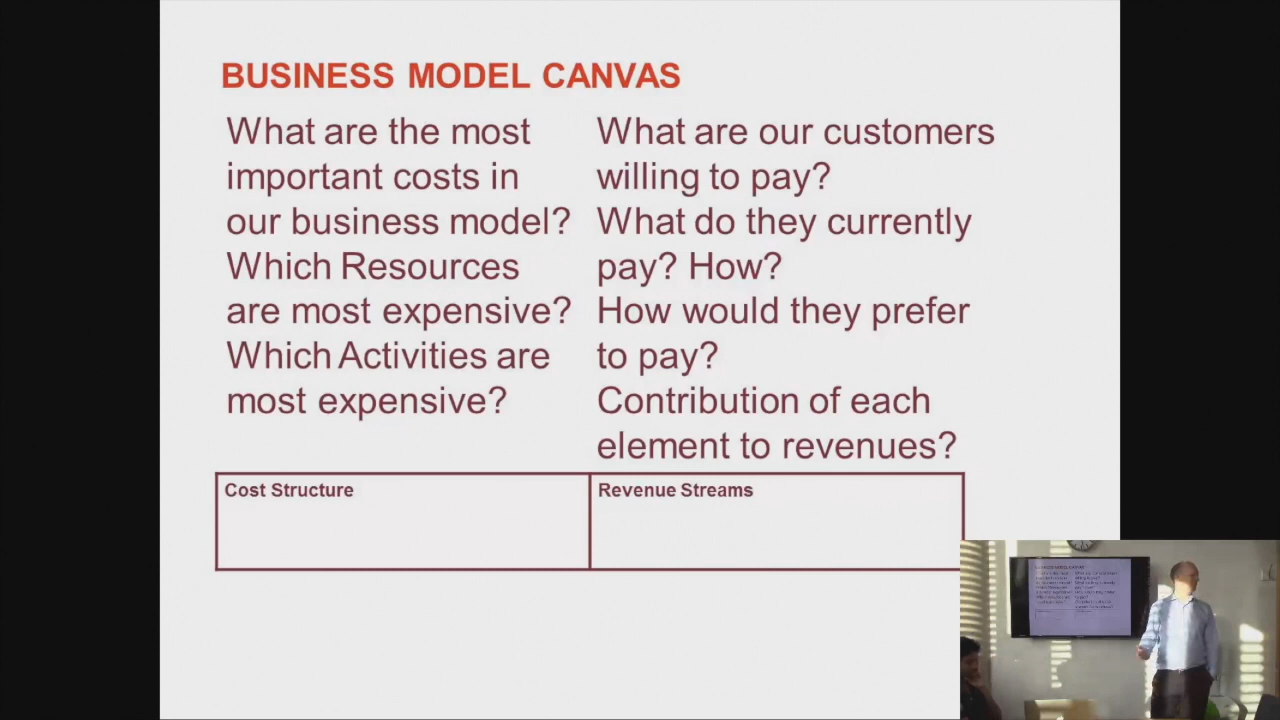 BUSINESS MODEL CANVAS
What are the most
important costs in
our business model?
Which Resources
are most expensive?
Which Activities are
most expensive?
What are our customers
willing to pay?
What do they currently
pay? How?
How would they prefer
to pay?
Contribution of each
element to revenues?
Cost Structure
Revenue Streams